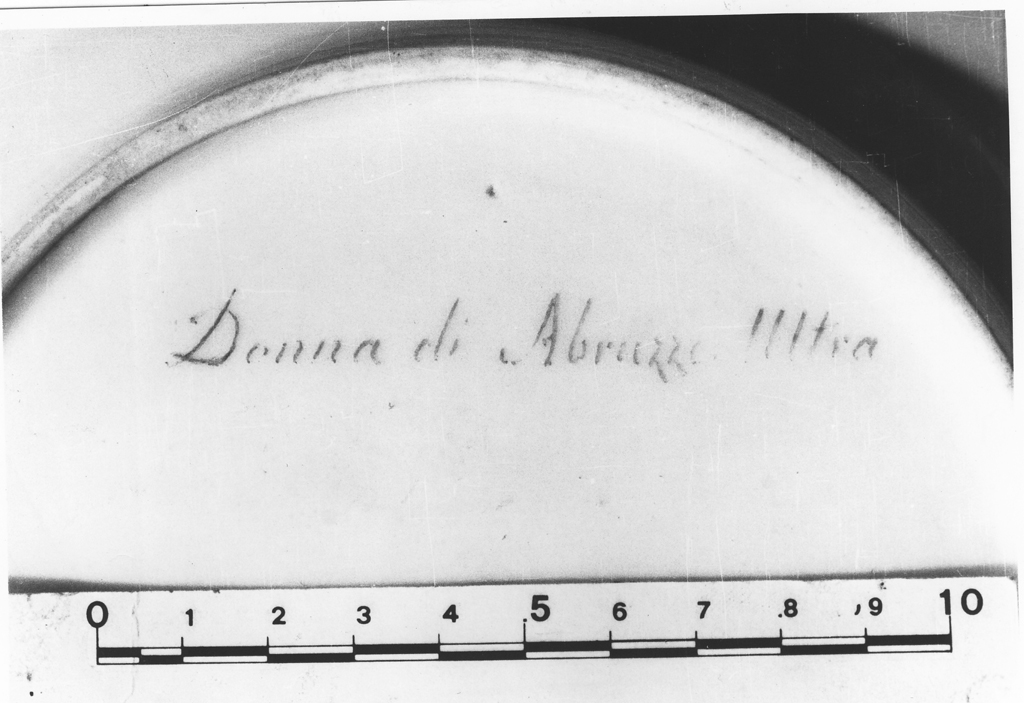 Donna di Abruzzo Ultra
0 1 2 3 4 5 6 7 8 9 10